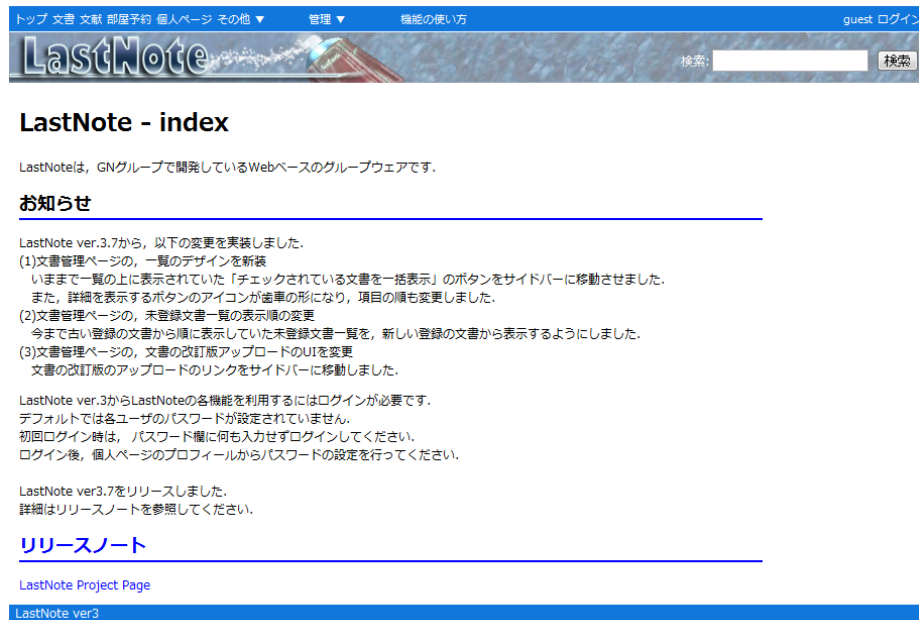 トップ 文書 文献 部屋予約 個人ページ その他 ▼ 管理 ▼ 機能の使い方 guest ログイン
LastNote 検索: 検索
LastNote - index
LastNoteは，GNグループで開発しているWebベースのグループウェアです．
お知らせ
LastNote ver.3.7から，以下の変更を実装しました．
(1)文書管理ページの，一覧のデザインを新装
いままで一覧の上に表示されていた「チェックされている文書を一括表示」のボタンをサイドバーに移動させました．
また，詳細を表示するボタンのアイコンが歯車の形になり，項目の順も変更しました．
(2)文書管理ページの，未登録文書一覧の表示順の変更
今まで古い登録の文書から順に表示していた未登録文書一覧を，新しい登録の文書から表示するようにしました．
(3)文書管理ページの，文書の改訂版アップロードのUIを変更
文書の改訂版のアップロードのリンクをサイドバーに移動しました．
LastNote ver.3からLastNoteの各機能を利用するにはログインが必要です．
デフォルトでは各ユーザのパスワードが設定されていません．
初回ログイン時は， パスワード欄に何も入力せずログインしてください．
ログイン後，個人ページのプロフィールからパスワードの設定を行ってください．
LastNote ver3.7をリリースしました．
詳細はリリースノートを参照してください．
リリースノート
LastNote Project Page
LastNote ver3